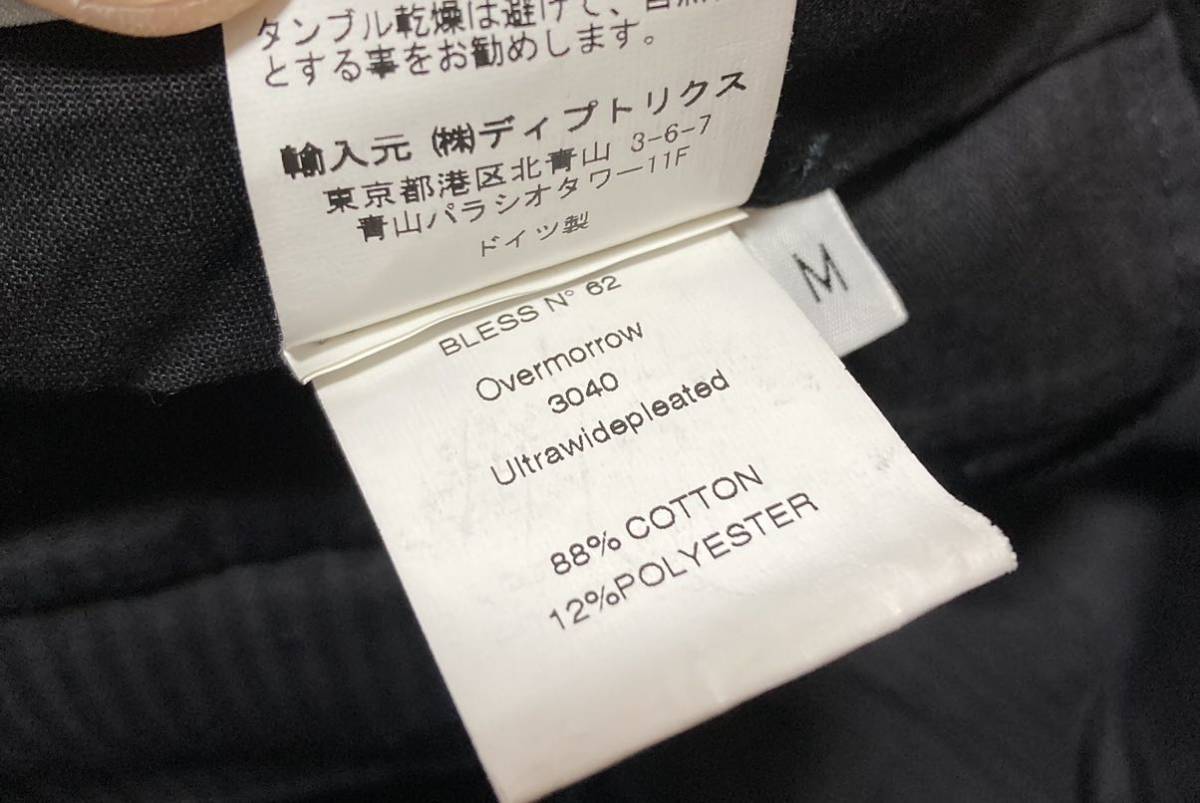 タンブル乾燥は避けて、自然
とする事をお勧めします。
輸入元 ㈱ディプトリクス
東京都港区北青山 3-6-7
青山パラシオタワー11F
ドイツ製
M
BLESS N° 62
Overmorrow
3040
Ultrawidepleated
88% COTTON
12%POLYESTER